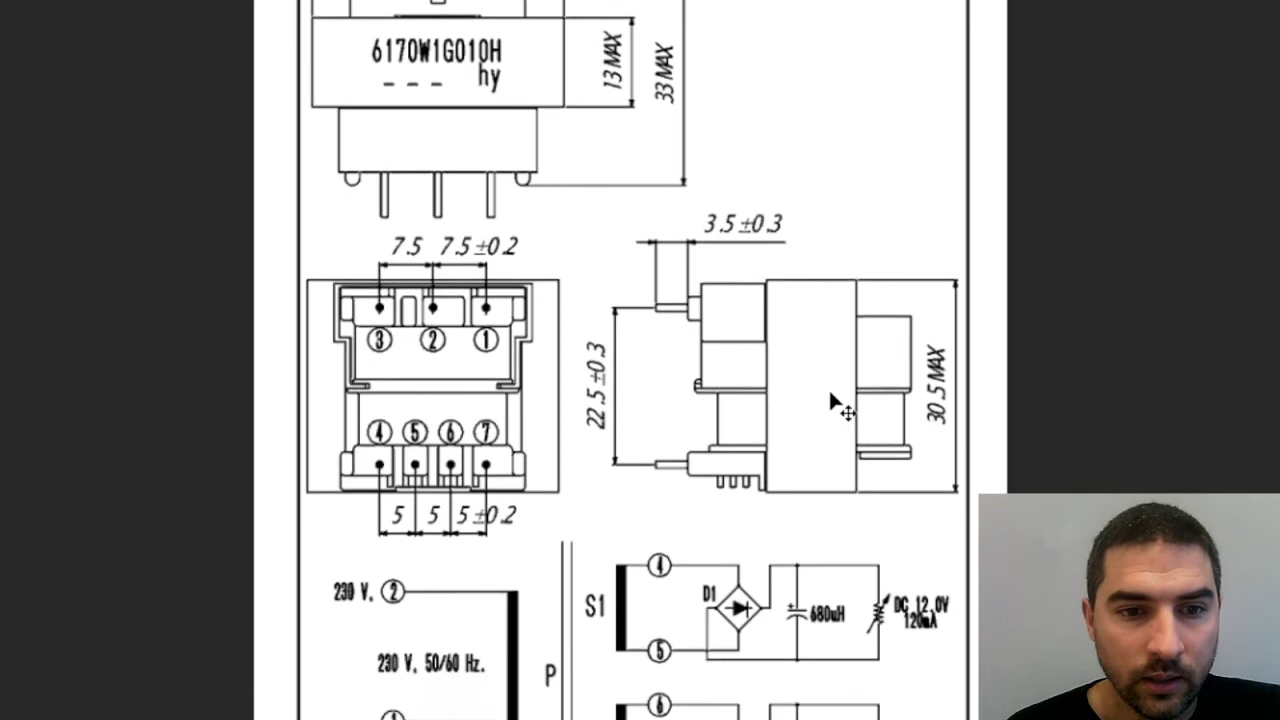 6170W1G010H
_ _ _ hy
13 MAX
33 MAX
7.5 7.5 ±0.2
3.5 ±0.3
3 2 1
22.5 ±0.3
30.5 MAX
4 5 6 7
5 5 5 ±0.2
230 V, 2
230 V, 50/60 Hz.
P
S1
4
D1
+
680uH
DC 12.0V
120mA
5
6